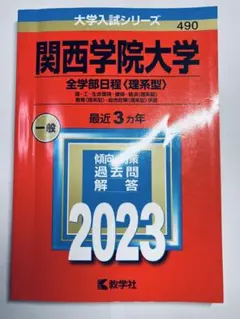 大学入試シリーズ
490
関西学院大学
全学部日程〈理系型〉
一般
最近3カ年
傾向と対策
過去問
解答
2023
教学社